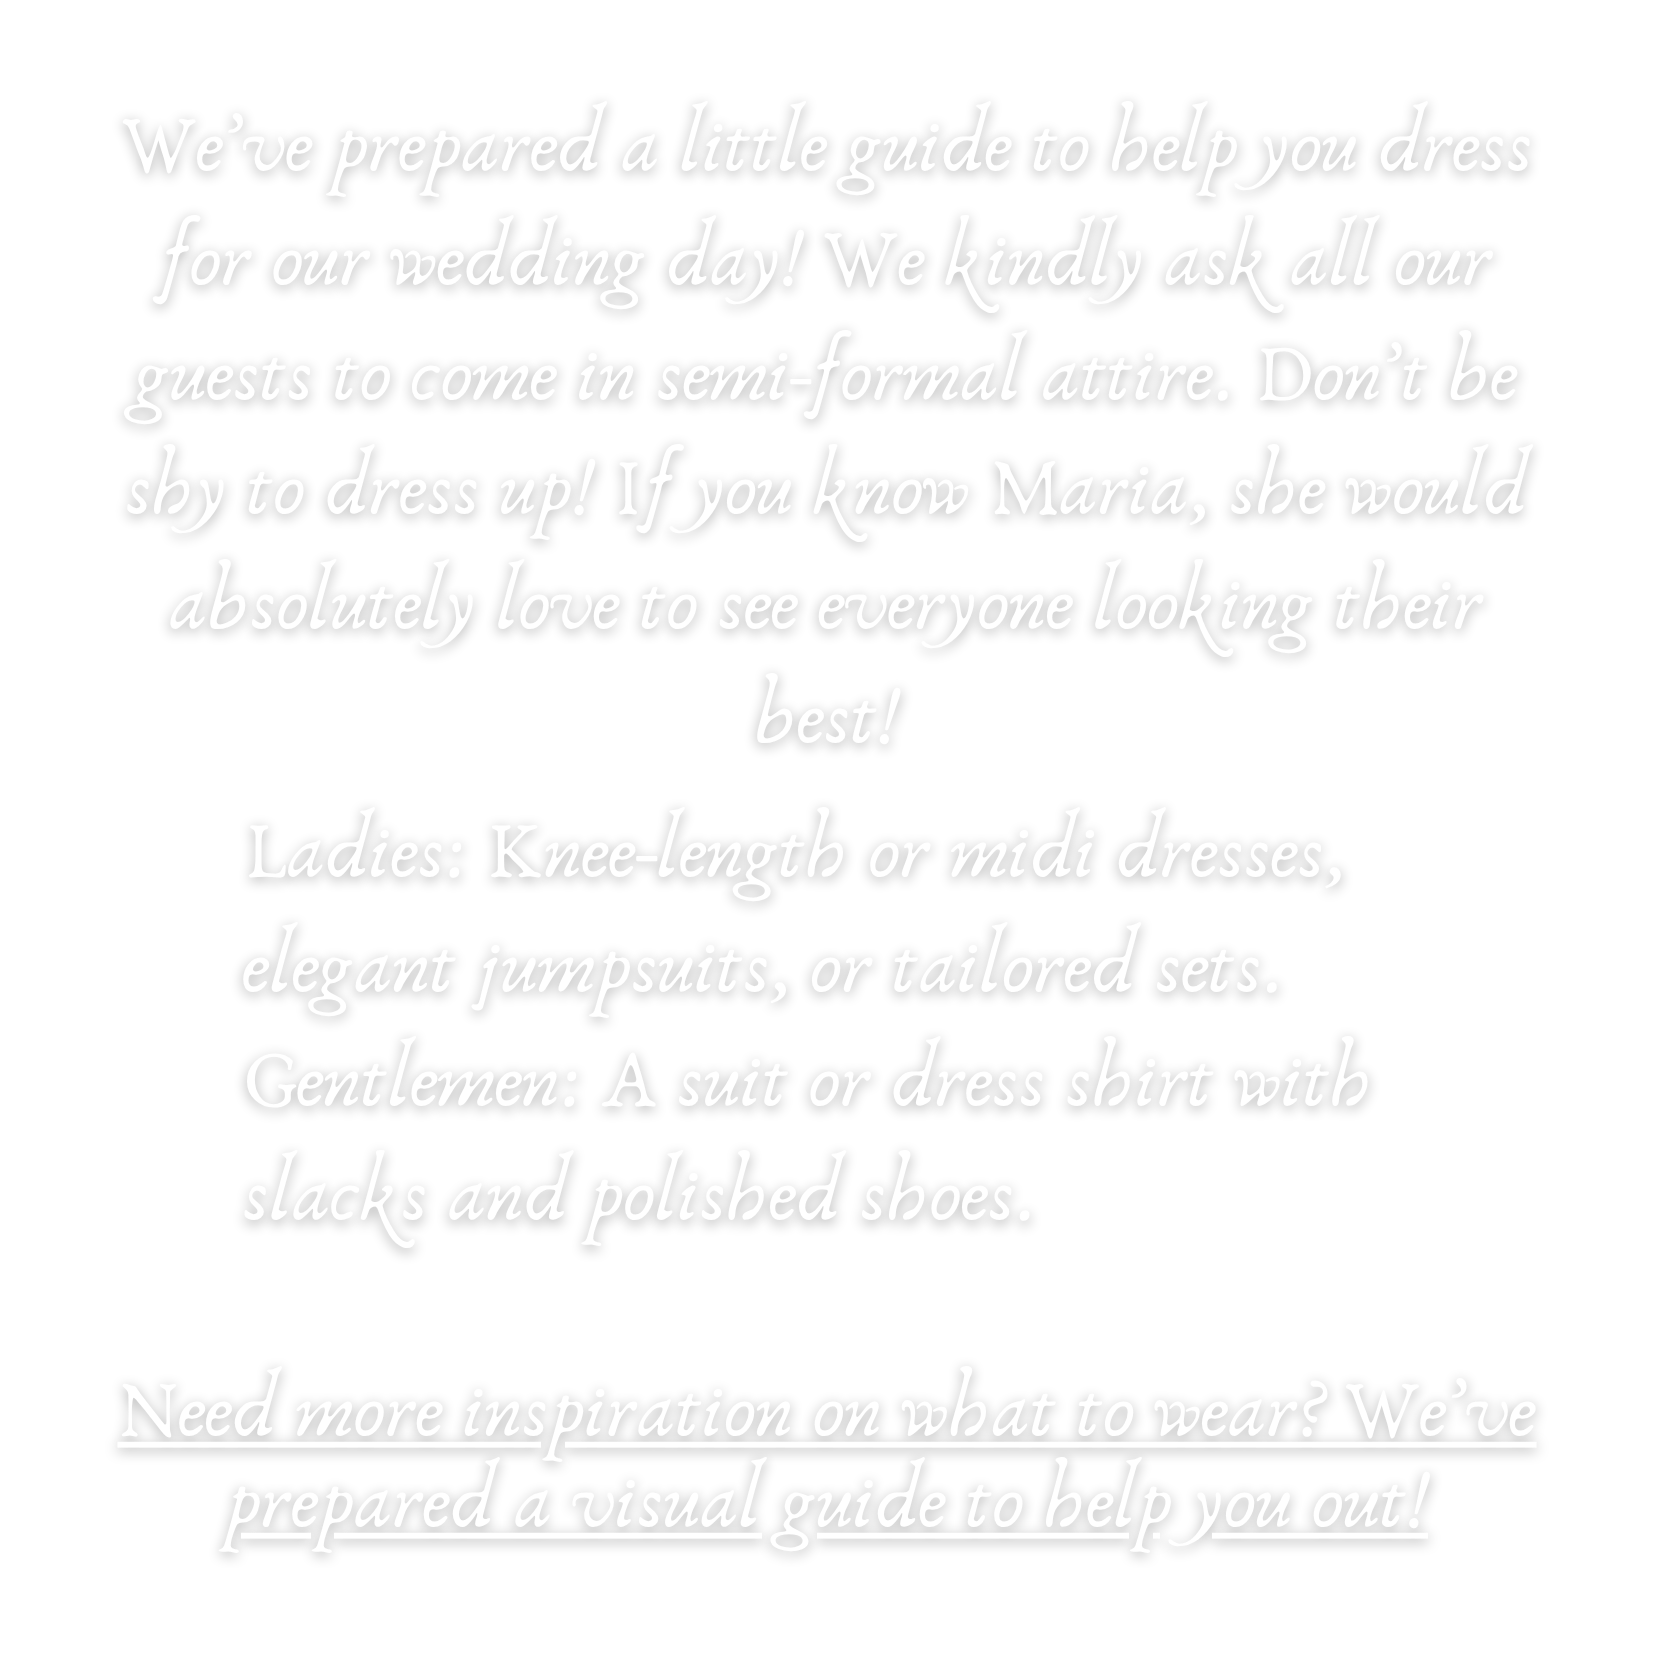 We’ve prepared a little guide to help you dress
for our wedding day! We kindly ask all our
guests to come in semi-formal attire. Don’t be
shy to dress up! If you know Maria, she would
absolutely love to see everyone looking their
best!
Ladies: Knee-length or midi dresses,
elegant jumpsuits, or tailored sets.
Gentlemen: A suit or dress shirt with
slacks and polished shoes.
Need more inspiration on what to wear? We’ve
prepared a visual guide to help you out!